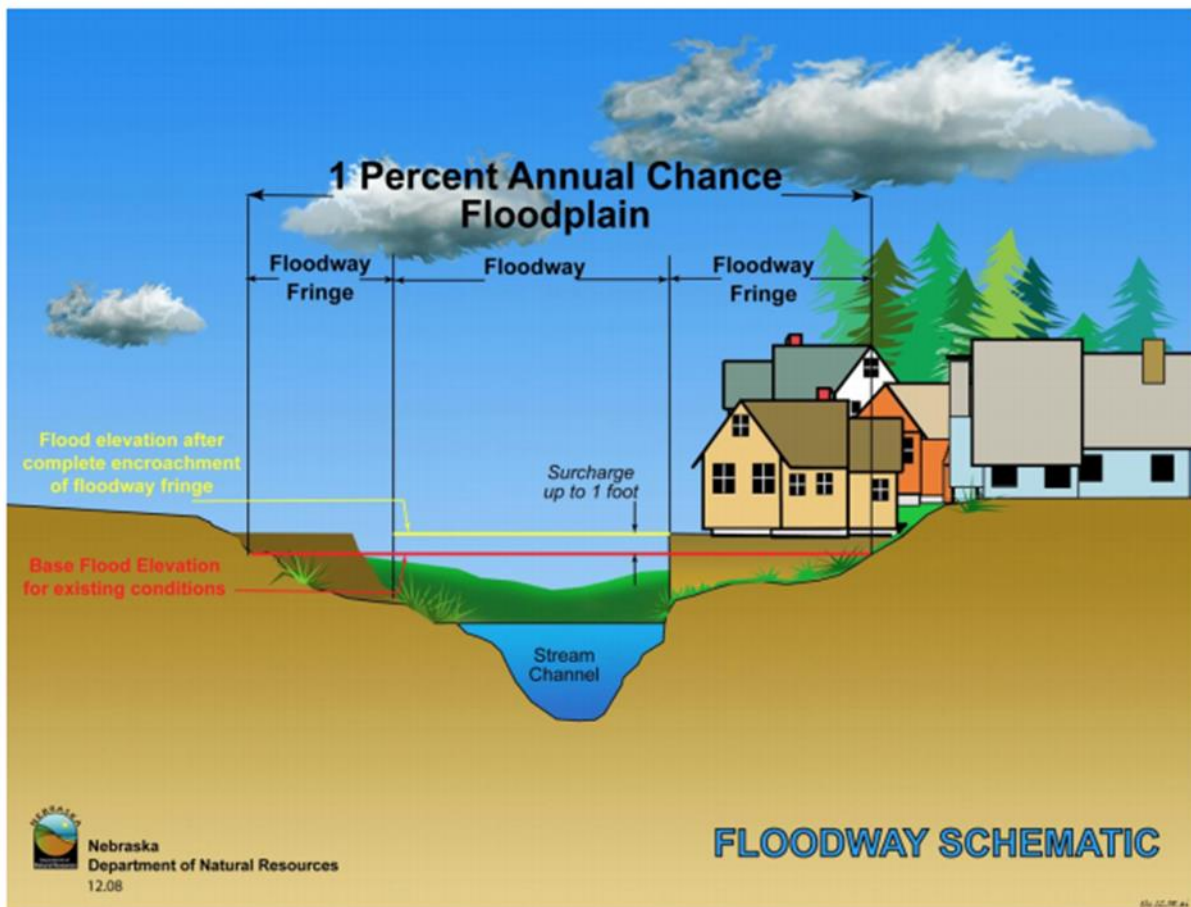 1 Percent Annual Chance
Floodplain
Floodway
Fringe
Floodway
Floodway
Fringe
Flood elevation after
complete encroachment
of floodway fringe
Surcharge
up to 1 foot
Base Flood Elevation
for existing conditions
Stream
Channel
NEBRASKA
Nebraska
Department of Natural Resources
12.08
FLOODWAY SCHEMATIC